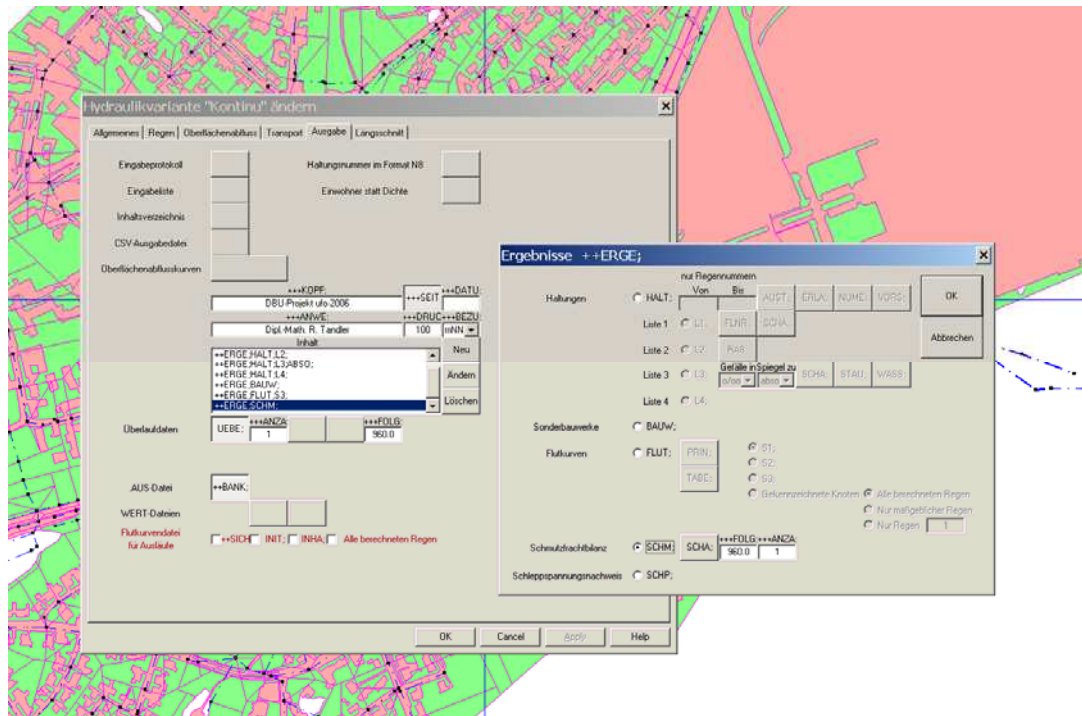 Hydraulikvariante "Kontinu" ändern
Allgemeines Regen Oberflächenabfluss Transport Ausgabe Längsschnitt
Eingabeprotokoll Haltungsnummer im Format N8
Eingabeliste Einwohner statt Dichte
Inhaltsverzeichnis
CSV-Ausgabedatei
Oberflächenabflusskurven
+++KOPF; +++SEIT +++DATU;
DBU-Projekt ufo-2006
+++ANWE; +++DRUC +++BEZU;
Dipl.-Math. R. Tandler 100 mNN
Inhalt
++ERGE;HALT;L2; Neu
++ERGE;HALT;L3;ABSO;
++ERGE;HALT;L4; Ändern
++ERGE;BAUW;
++ERGE;FLUT;S3; Löschen
++ERGE;SCHM;
Überlaufdaten UEBE; +++ANZA; +++FOLG;
1 960.0
AUS-Datei ++BANK;
WERT-Dateien
Flutkurvendatei
für Ausläufe ++SICH INIT; INHA; Alle berechneten Regen
OK Cancel Apply Help
Ergebnisse ++ERGE;
nur Regennummern
Von Bis
Haltungen HALT; AUST; ERLA; NUME; VORS; OK
Liste 1 L1; FLNR; SCHA;
Abbrechen
Liste 2 L2; RAB
Gefälle in Spiegel zu
Liste 3 L3; o/oo abso SCHA; STAU; WASS;
Liste 4 L4;
Sonderbauwerke BAUW;
Flutkurven FLUT; PRIN; S1;
S2;
TABE; S3;
Gekennzeichnete Knoten Alle berechneten Regen
Nur maßgeblicher Regen
Nur Regen 1
Schmutzfrachtbilanz SCHM; SCHA; +++FOLG; +++ANZA;
960.0 1
Schleppspannungsnachweis SCHP;